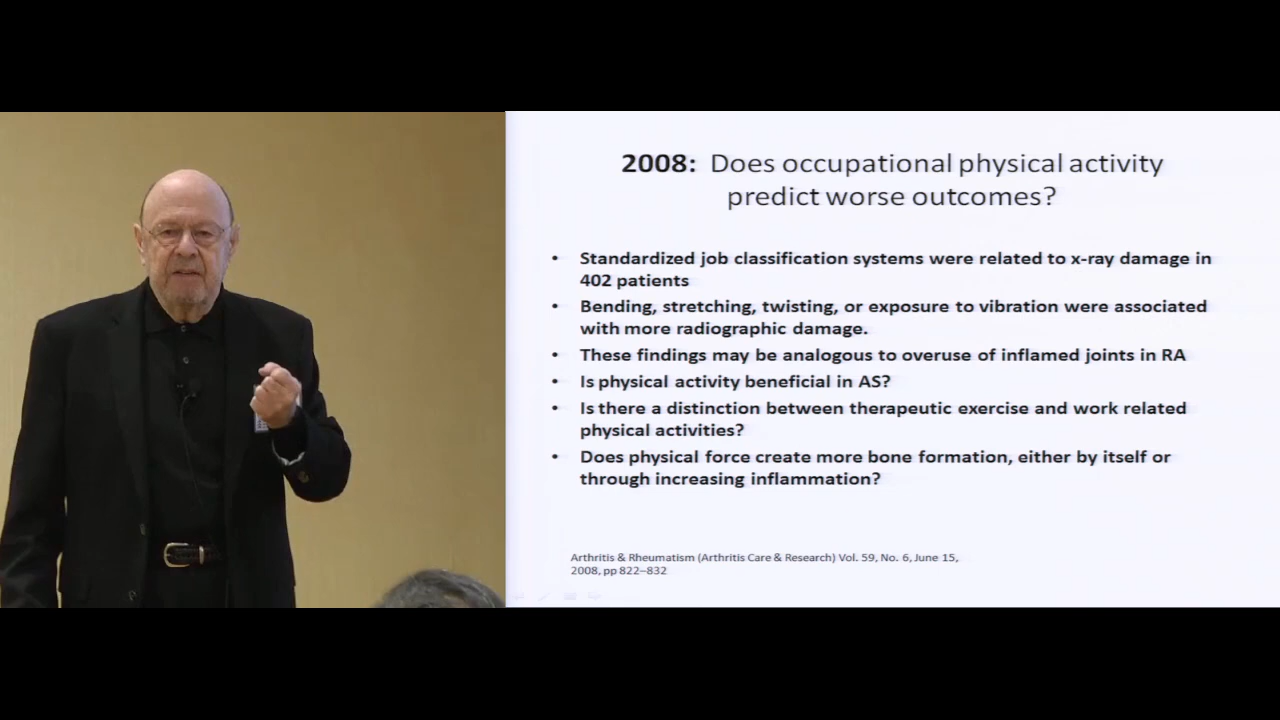 2008: Does occupational physical activity
predict worse outcomes?
• Standardized job classification systems were related to x-ray damage in
402 patients
• Bending, stretching, twisting, or exposure to vibration were associated
with more radiographic damage.
• These findings may be analogous to overuse of inflamed joints in RA
• Is physical activity beneficial in AS?
• Is there a distinction between therapeutic exercise and work related
physical activities?
• Does physical force create more bone formation, either by itself or
through increasing inflammation?
Arthritis & Rheumatism (Arthritis Care & Research) Vol. 59, No. 6, June 15,
2008, pp 822–832